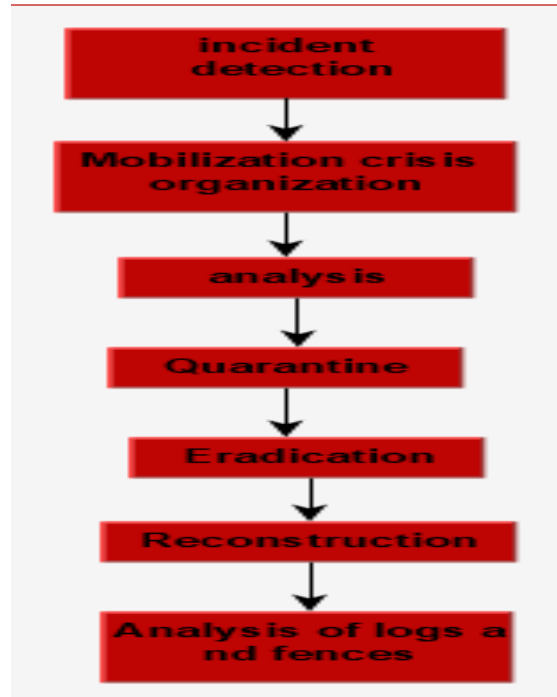 incident
detection
Mobilization crisis
organization
analysis
Quarantine
Eradication
Reconstruction
Analysis of logs a
nd fences